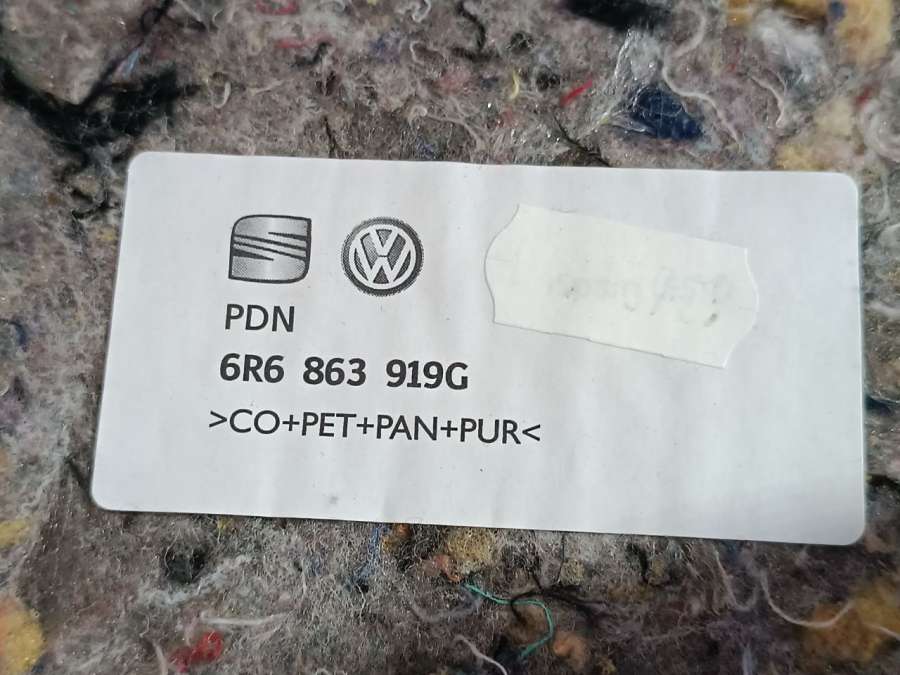 PDN
6R6 863 919G
>CO+PET+PAN+PUR<